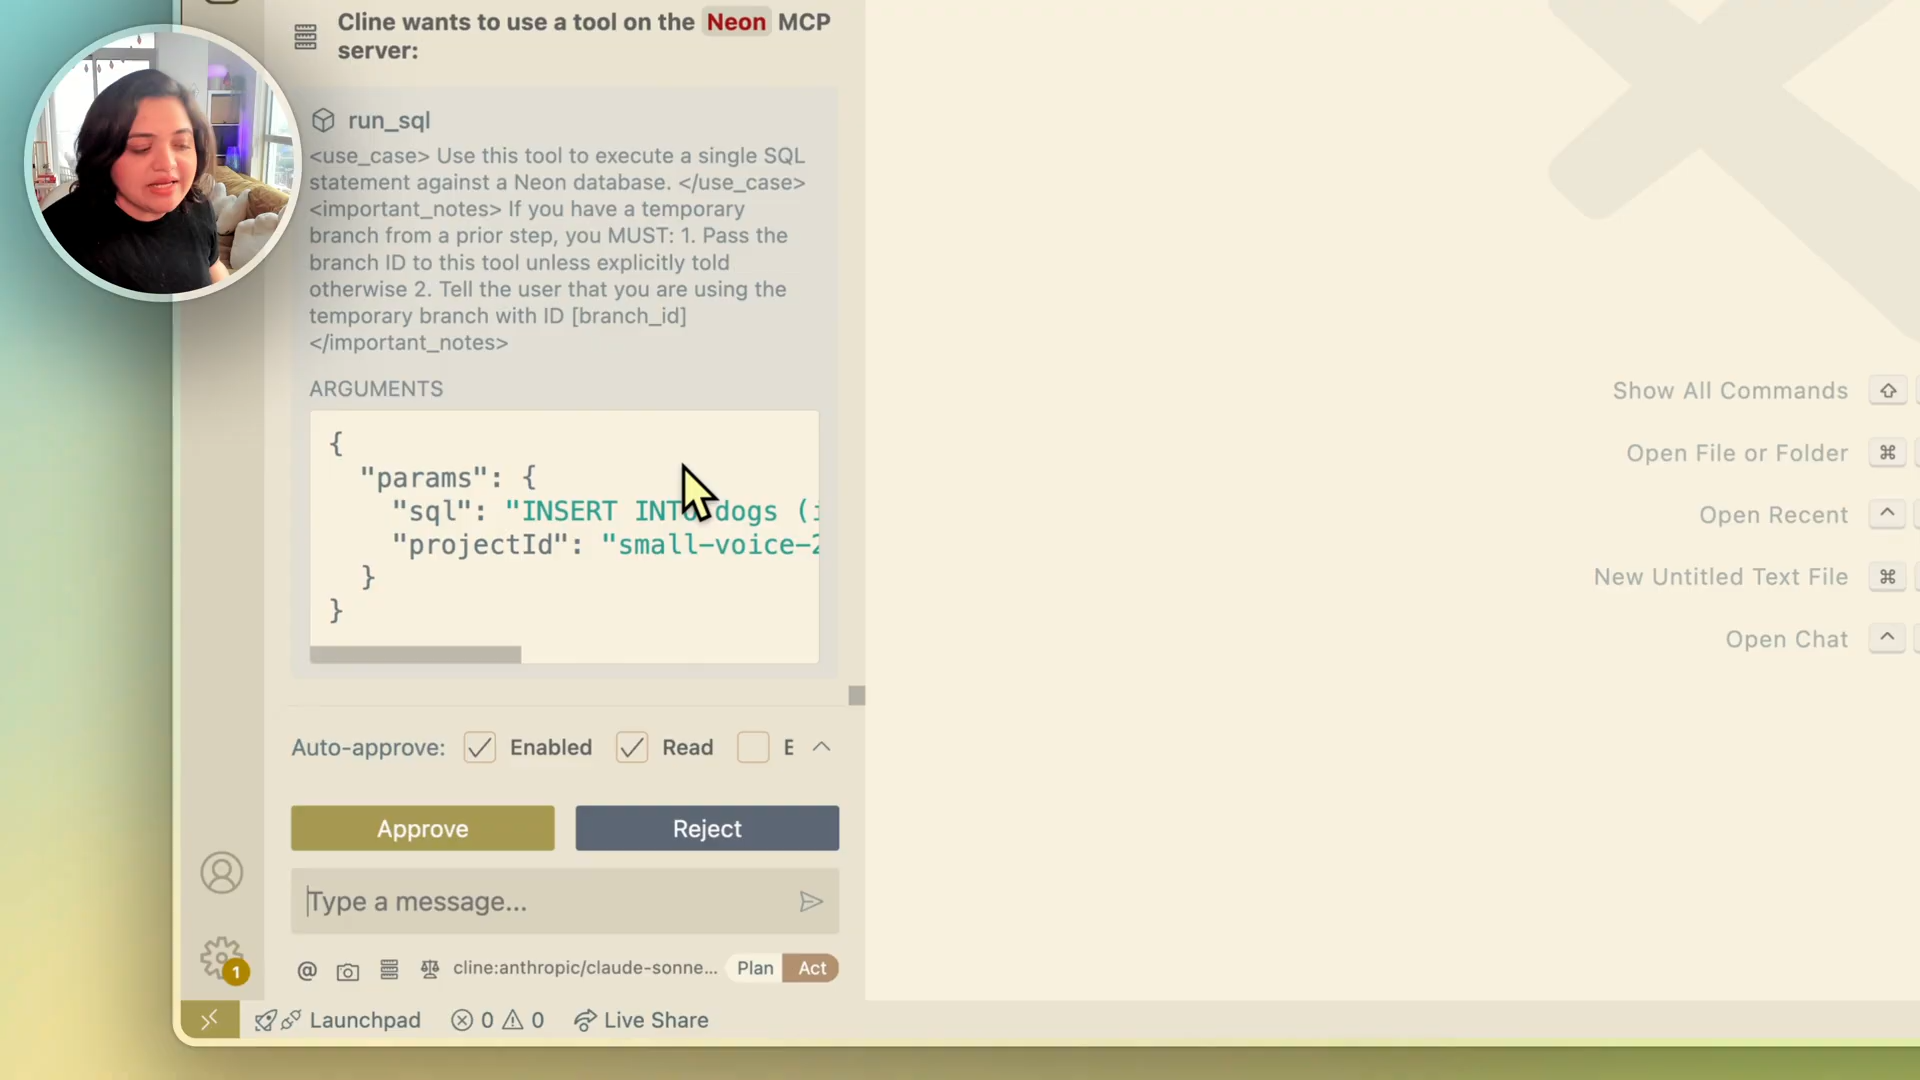 Cline wants to use a tool on the Neon MCP
server:
run_sql
<use_case> Use this tool to execute a single SQL
statement against a Neon database. </use_case>
<important_notes> If you have a temporary
branch from a prior step, you MUST: 1. Pass the
branch ID to this tool unless explicitly told
otherwise 2. Tell the user that you are using the
temporary branch with ID [branch_id]
</important_notes>
ARGUMENTS
{
"params": {
"sql": "INSERT INTO dogs (
"projectId": "small-voice-2
}
}
Auto-approve: Enabled Read E
Approve Reject
Type a message...
@ cline:anthropic/claude-sonne... Plan Act
1
Launchpad 0 0 Live Share
Show All Commands ⇧
Open File or Folder ⌘
Open Recent ^
New Untitled Text File ⌘
Open Chat ^